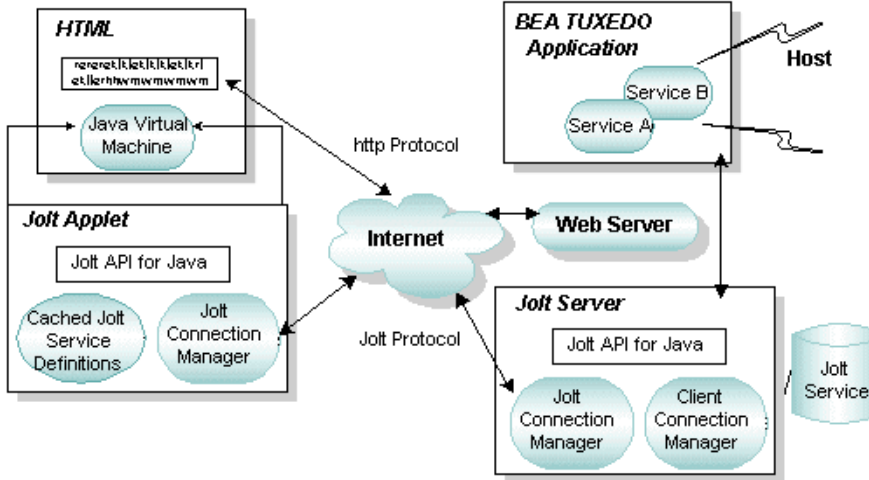 HTML
Java Virtual
Machine
http Protocol
BEA TUXEDO
Application
Host
Service B
Service A
Jolt Applet
Jolt API for Java
Cached Jolt
Service
Definitions
Jolt
Connection
Manager
Internet
Web Server
Jolt Protocol
Jolt Server
Jolt API for Java
Jolt
Connection
Manager
Client
Connection
Manager
Jolt
Service